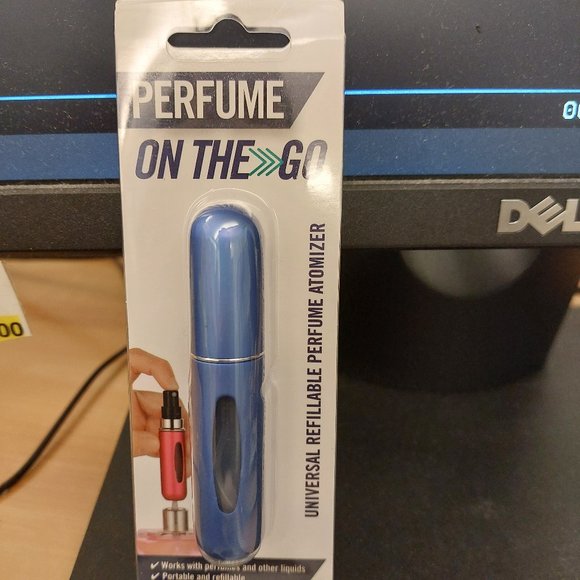 PERFUME
ON THE GO
UNIVERSAL REFILLABLE PERFUME ATOMIZER
✓ Works with perfumes and other liquids
✓ Portable and refillable
DELL
00